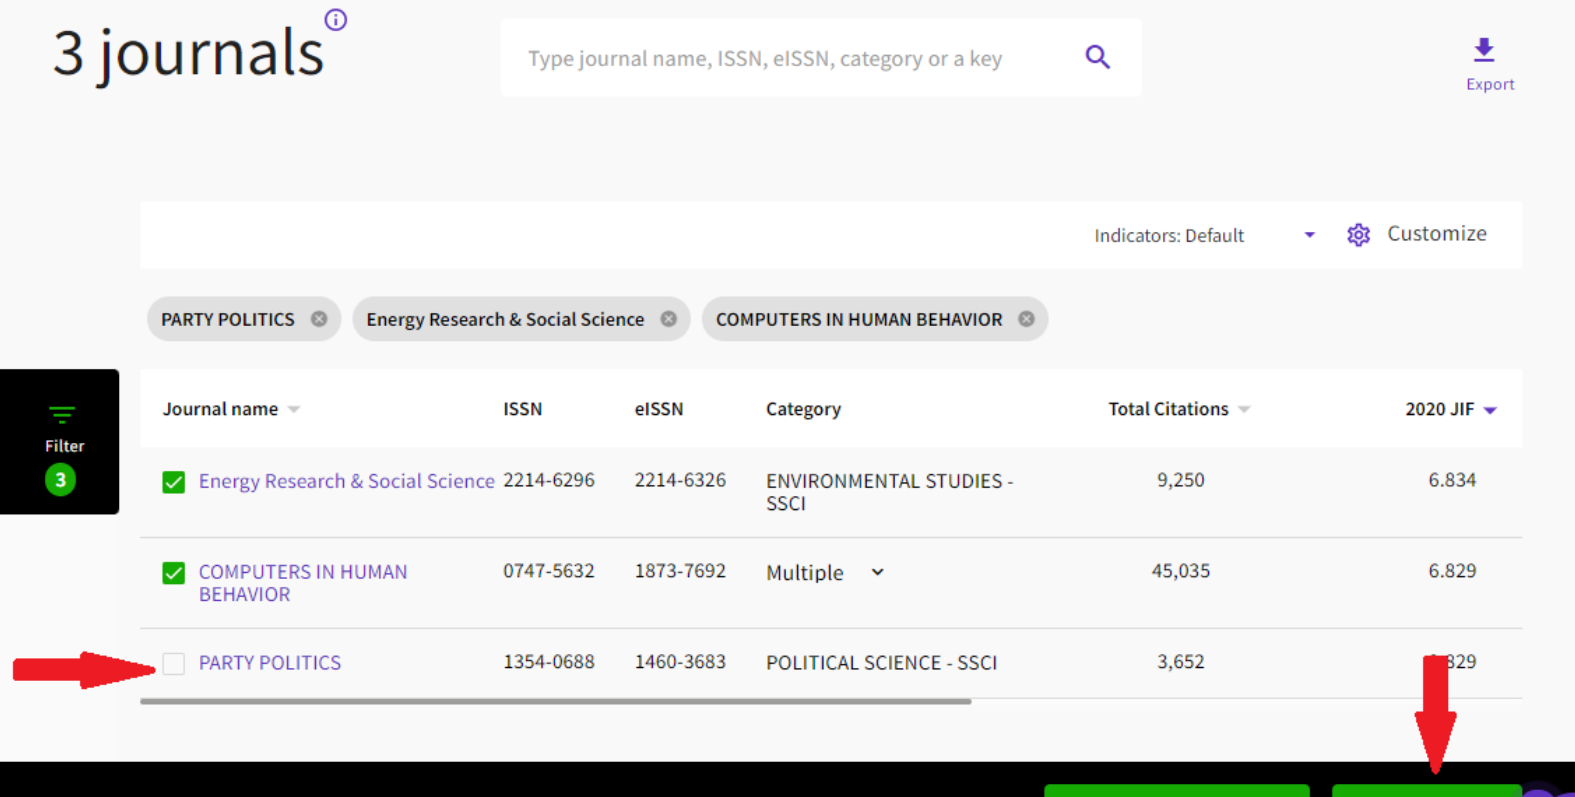 3 journals
Type journal name, ISSN, eISSN, category or a key
Export
Indicators: Default
Customize
PARTY POLITICS
Energy Research & Social Science
COMPUTERS IN HUMAN BEHAVIOR
Filter
3
Journal name ISSN eISSN Category Total Citations 2020 JIF
Energy Research & Social Science 2214-6296 2214-6326 ENVIRONMENTAL STUDIES - 9,250 6.834
SSCI
COMPUTERS IN HUMAN 0747-5632 1873-7692 Multiple 45,035 6.829
BEHAVIOR
PARTY POLITICS 1354-0688 1460-3683 POLITICAL SCIENCE - SSCI 3,652